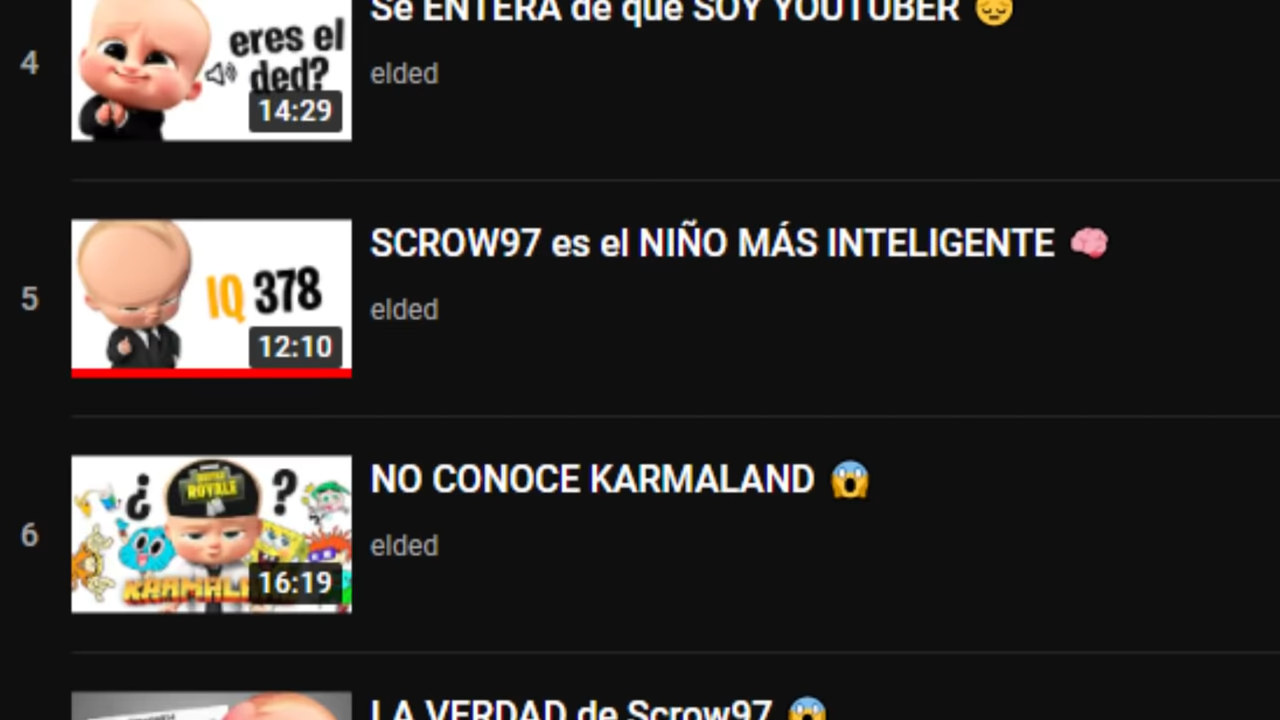 4
Se ENTERA de que SOY YOUTUBER 😔
eres el
ded?
14:29
elded
5
SCROW97 es el NIÑO MÁS INTELIGENTE 🧠
IQ 378
12:10
elded
6
NO CONOCE KARMALAND 😱
¿ ?
ROYALE
16:19
elded
LA VERDAD de Scrow97 😱